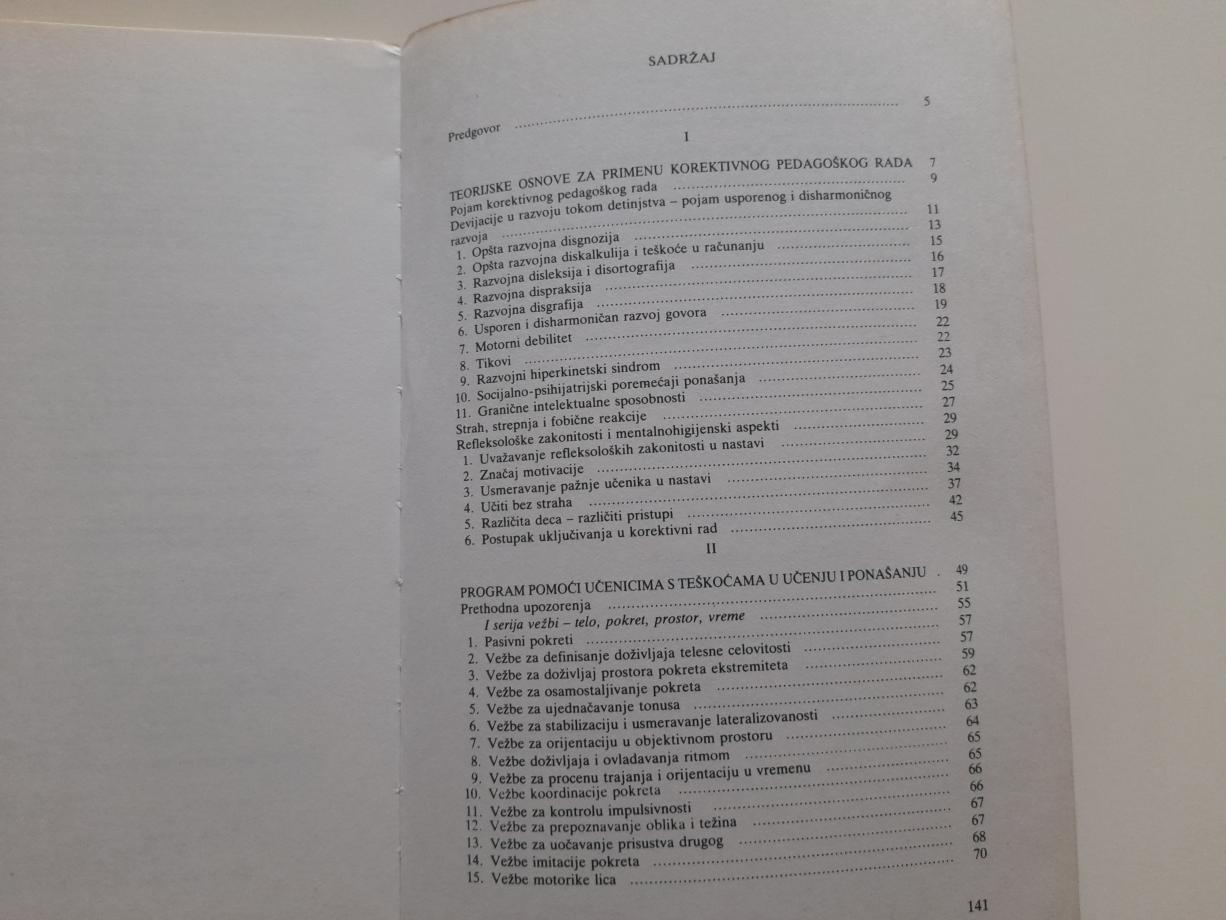 SADRŽAJ
Predgovor ........ 5
I
TEORIJSKE OSNOVE ZA PRIMENU KOREKTIVNOG PEDAGOŠKOG RADA 7
Pojam korektivnog pedagoškog rada ........ 9
Devijacije u razvoju tokom detinjstva – pojam usporenog i disharmoničnog
razvoja ........ 11
1. Opšta razvojna disgnozija ........ 13
2. Opšta razvojna diskalkulija i teškoće u računanju ........ 15
3. Razvojna disleksija i disortografija ........ 16
4. Razvojna dispraksija ........ 17
5. Razvojna disgrafija ........ 18
6. Usporen i disharmoničan razvoj govora ........ 19
7. Motorni debilitet ........ 22
8. Tikovi ........ 22
9. Razvojni hiperkinetski sindrom ........ 23
10. Socijalno-psihijatrijski poremećaji ponašanja ........ 24
11. Granične intelektualne sposobnosti ........ 25
Strah, strepnja i fobične reakcije ........ 27
Refleksološke zakonitosti i mentalnohigijenski aspekti ........ 29
1. Uvažavanje refleksoloških zakonitosti u nastavi ........ 29
2. Značaj motivacije ........ 32
3. Usmeravanje pažnje učenika u nastavi ........ 34
4. Učiti bez straha ........ 37
5. Različita deca – različiti pristupi ........ 42
6. Postupak uključivanja u korektivni rad ........ 45
II
PROGRAM POMOĆI UČENICIMA S TEŠKOĆAMA U UČENJU I PONAŠANJU . 49
Prethodna upozorenja ........ 51
I serija vežbi – telo, pokret, prostor, vreme ........ 55
1. Pasivni pokreti ........ 57
2. Vežbe za definisanje doživljaja telesne celovitosti ........ 57
3. Vežbe za doživljaj prostora pokreta ekstremiteta ........ 59
4. Vežbe za osamostaljivanje pokreta ........ 62
5. Vežbe za ujednačavanje tonusa ........ 62
6. Vežbe za stabilizaciju i usmeravanje lateralizovanosti ........ 63
7. Vežbe za orijentaciju u objektivnom prostoru ........ 64
8. Vežbe doživljaja i ovladavanja ritmom ........ 65
9. Vežbe za procenu trajanja i orijentaciju u vremenu ........ 65
10. Vežbe koordinacije pokreta ........ 66
11. Vežbe za kontrolu impulsivnosti ........ 66
12. Vežbe za prepoznavanje oblika i težina ........ 67
13. Vežbe za uočavanje prisustva drugog ........ 67
14. Vežbe imitacije pokreta ........ 68
15. Vežbe motorike lica ........ 70
141